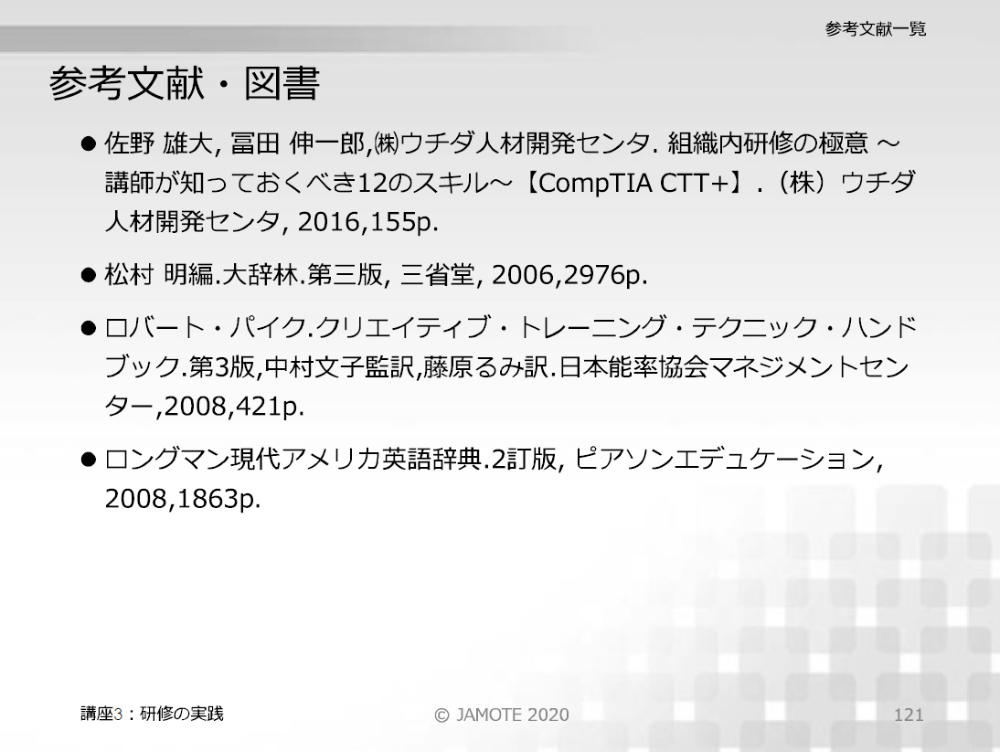 参考文献一覧
参考文献・図書
● 佐野 雄大, 冨田 伸一郎,㈱ウチダ人材開発センタ. 組織内研修の極意 ～
講師が知っておくべき12のスキル～【CompTIA CTT+】.（株）ウチダ
人材開発センタ, 2016,155p.
● 松村 明編.大辞林.第三版, 三省堂, 2006,2976p.
● ロバート・パイク.クリエイティブ・トレーニング・テクニック・ハンド
ブック.第3版,中村文子監訳,藤原るみ訳.日本能率協会マネジメントセン
ター,2008,421p.
● ロングマン現代アメリカ英語辞典.2訂版, ピアソンエデュケーション,
2008,1863p.
講座3：研修の実践
© JAMOTE 2020
121